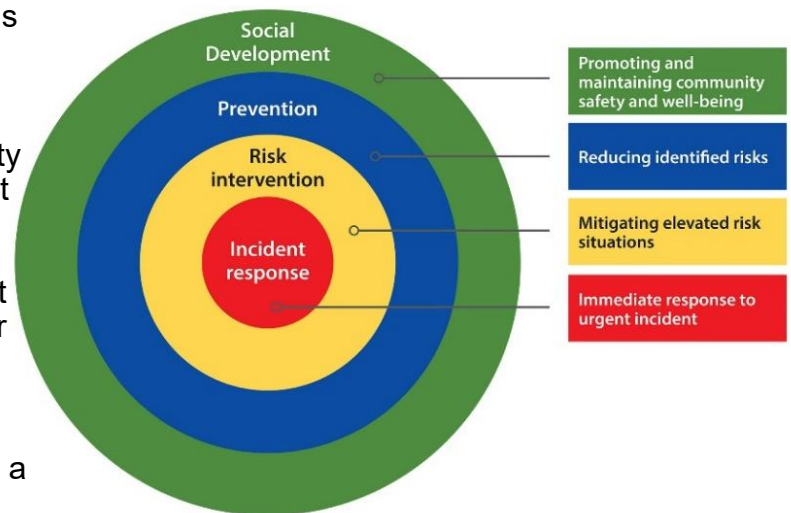 s
ty
t
t
r
a
Social
Development
Prevention
Risk
intervention
Incident
response
Promoting and
maintaining community
safety and well-being
Reducing identified risks
Mitigating elevated risk
situations
Immediate response to
urgent incident